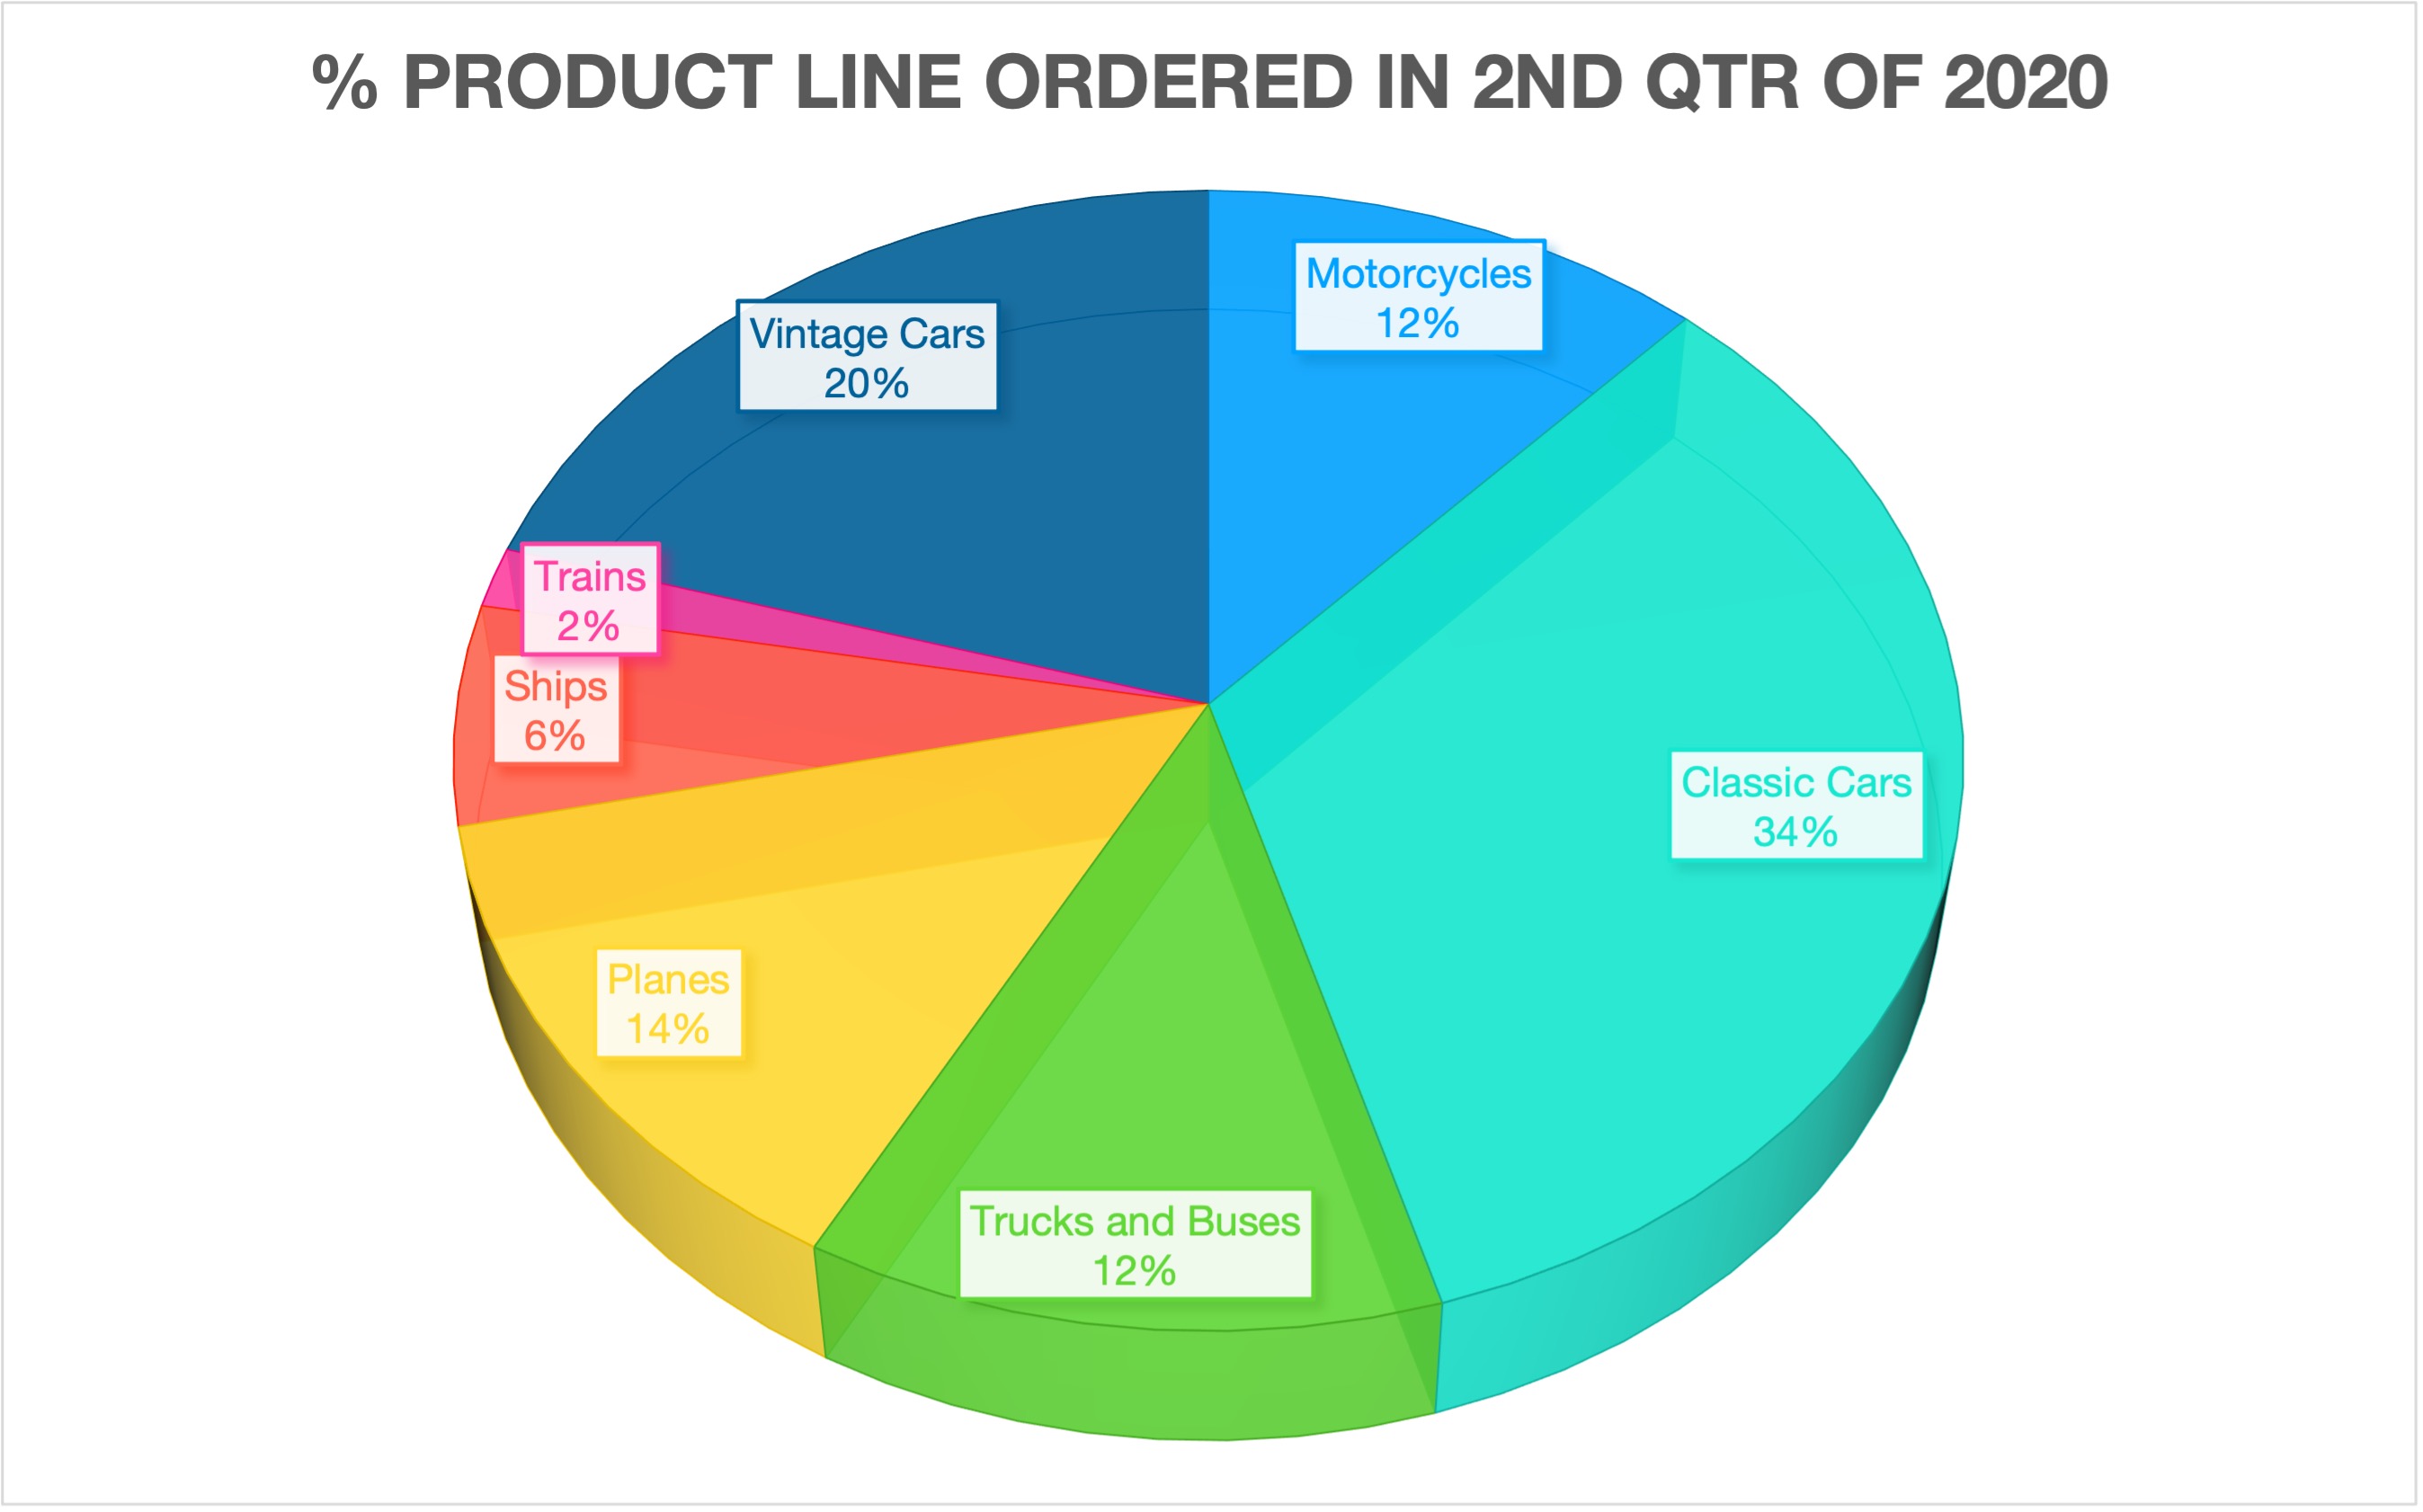 % PRODUCT LINE ORDERED IN 2ND QTR OF 2020
Motorcycles
12%
Vintage Cars
20%
Trains
2%
Ships
6%
Classic Cars
34%
Planes
14%
Trucks and Buses
12%